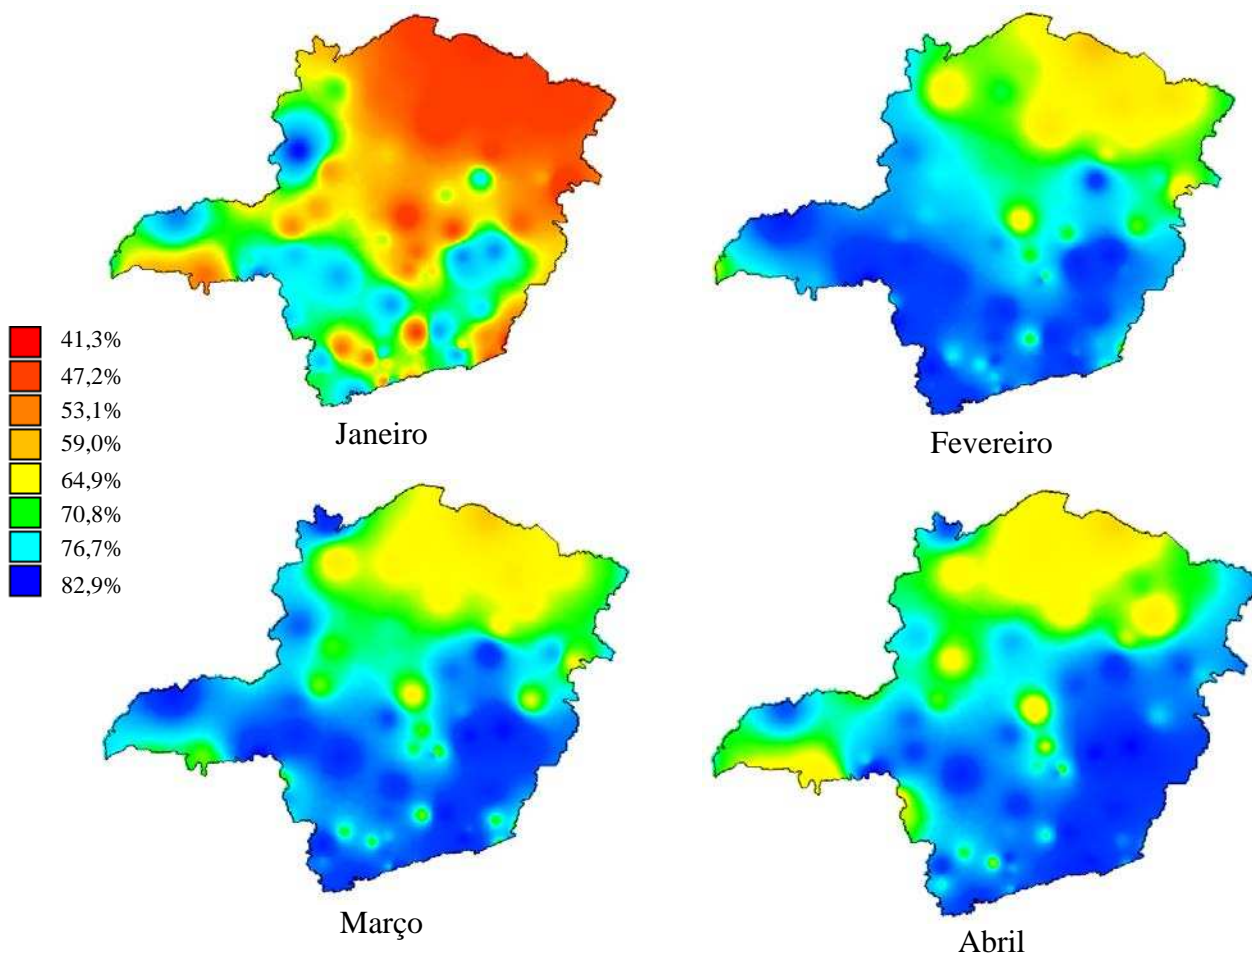 Janeiro
Fevereiro
41,3%
47,2%
53,1%
59,0%
64,9%
70,8%
76,7%
82,9%
Março
Abril